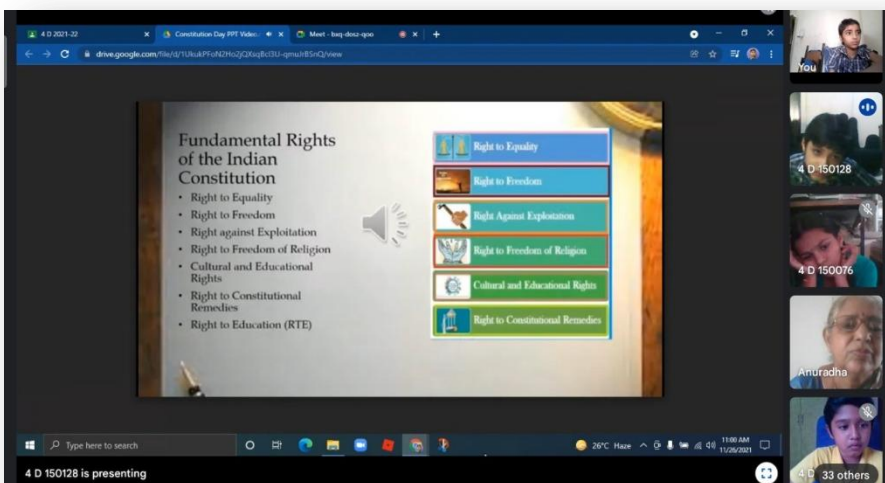 4 D 2021-22
Constitution Day PPT Video.
Meet - bsq-dosz-qoo
drive.google.com/file/d/
/view
You
Fundamental Rights
of the Indian
Constitution
• Right to Equality
• Right to Freedom
• Right against Exploitation
• Right to Freedom of Religion
• Cultural and Educational
Rights
• Right to Constitutional
Remedies
• Right to Education (RTE)
Right to Equality
Right to Freedom
Right Against Exploitation
Right to Freedom of Religion
Cultural and Educational Rights
Right to Constitutional Remedies
4 D 150128
4 D 150076
Anuradha
4 D
33 others
Type here to search
26°C Haze
11:00 AM
11/26/2021
4 D 150128 is presenting